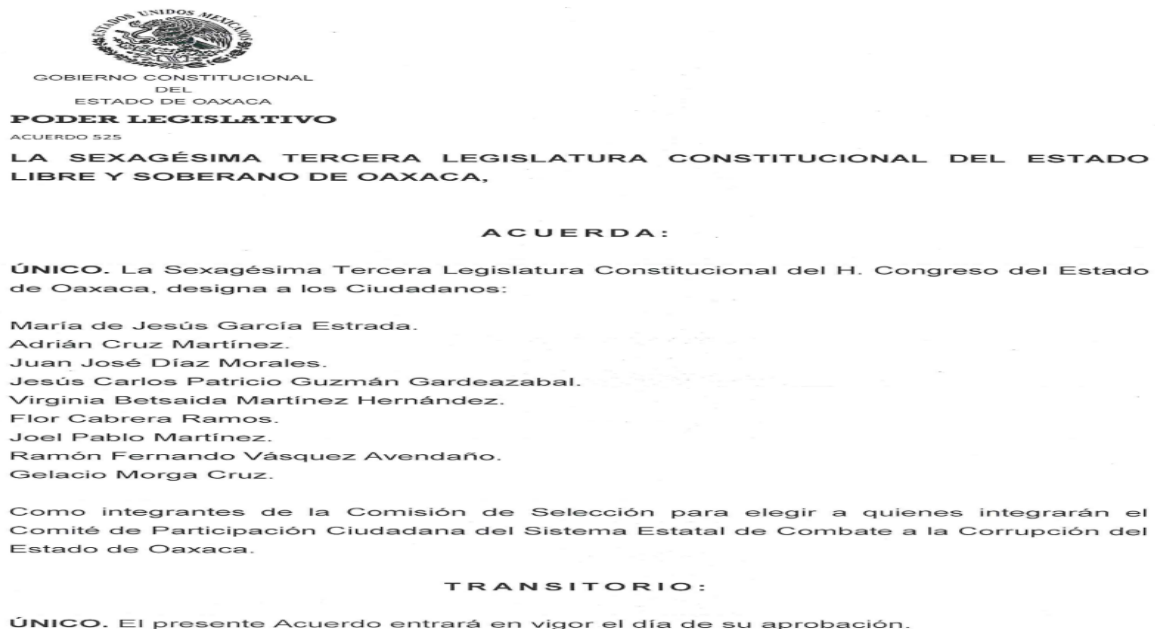 ESTADOS UNIDOS MEXICANOS
GOBIERNO CONSTITUCIONAL
DEL
ESTADO DE OAXACA
PODER LEGISLATIVO
ACUERDO 525
LA SEXAGÉSIMA TERCERA LEGISLATURA CONSTITUCIONAL DEL ESTADO
LIBRE Y SOBERANO DE OAXACA,
ACUERDA:
ÚNICO. La Sexagésima Tercera Legislatura Constitucional del H. Congreso del Estado
de Oaxaca, designa a los Ciudadanos:
María de Jesús García Estrada.
Adrián Cruz Martínez.
Juan José Díaz Morales.
Jesús Carlos Patricio Guzmán Gardeazabal.
Virginia Betsaida Martínez Hernández.
Flor Cabrera Ramos.
Joel Pablo Martínez.
Ramón Fernando Vásquez Avendaño.
Gelacio Morga Cruz.
Como integrantes de la Comisión de Selección para elegir a quienes integrarán el
Comité de Participación Ciudadana del Sistema Estatal de Combate a la Corrupción del
Estado de Oaxaca.
TRANSITORIO:
ÚNICO. El presente Acuerdo entrará en vigor el día de su aprobación.